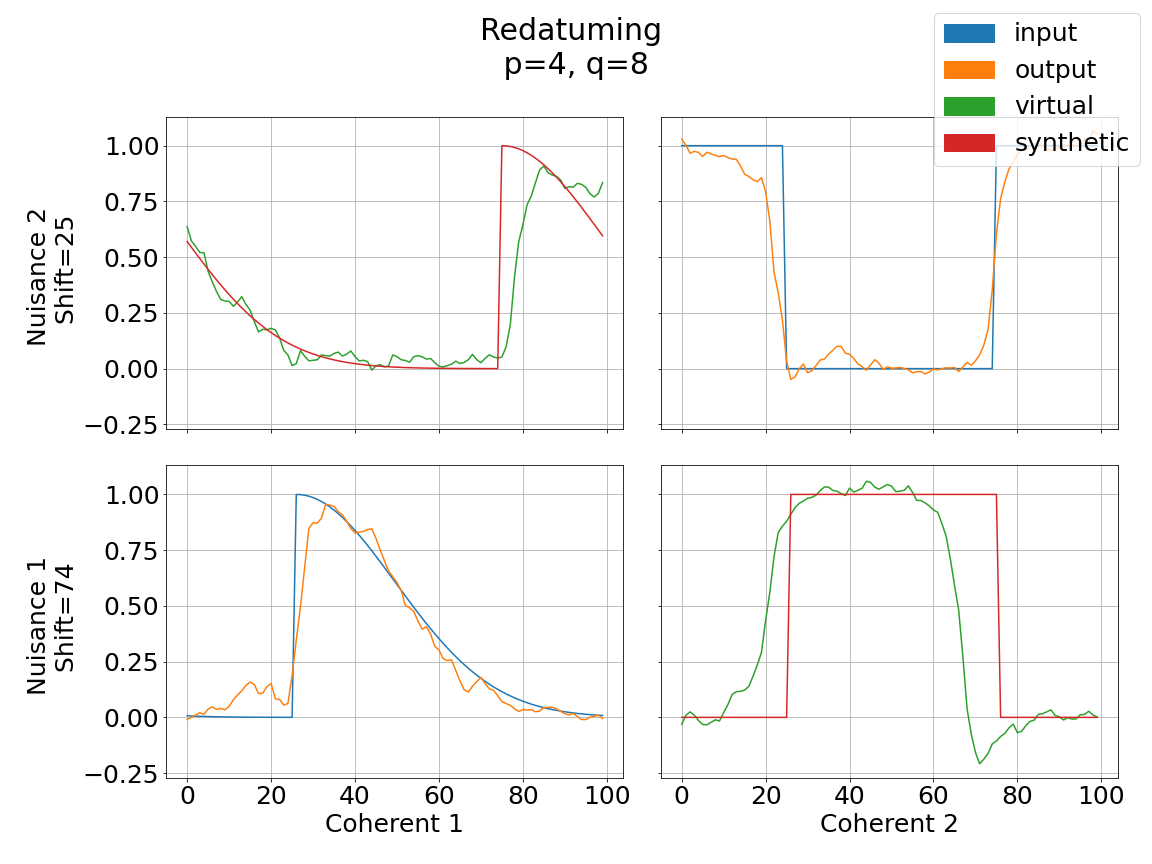 Redatuming
p=4, q=8
input
output
virtual
synthetic
Nuisance 2
Shift=25
1.00
0.75
0.50
0.25
0.00
−0.25
Nuisance 1
Shift=74
1.00
0.75
0.50
0.25
0.00
−0.25
0 20 40 60 80 100
Coherent 1
0 20 40 60 80 100
Coherent 2